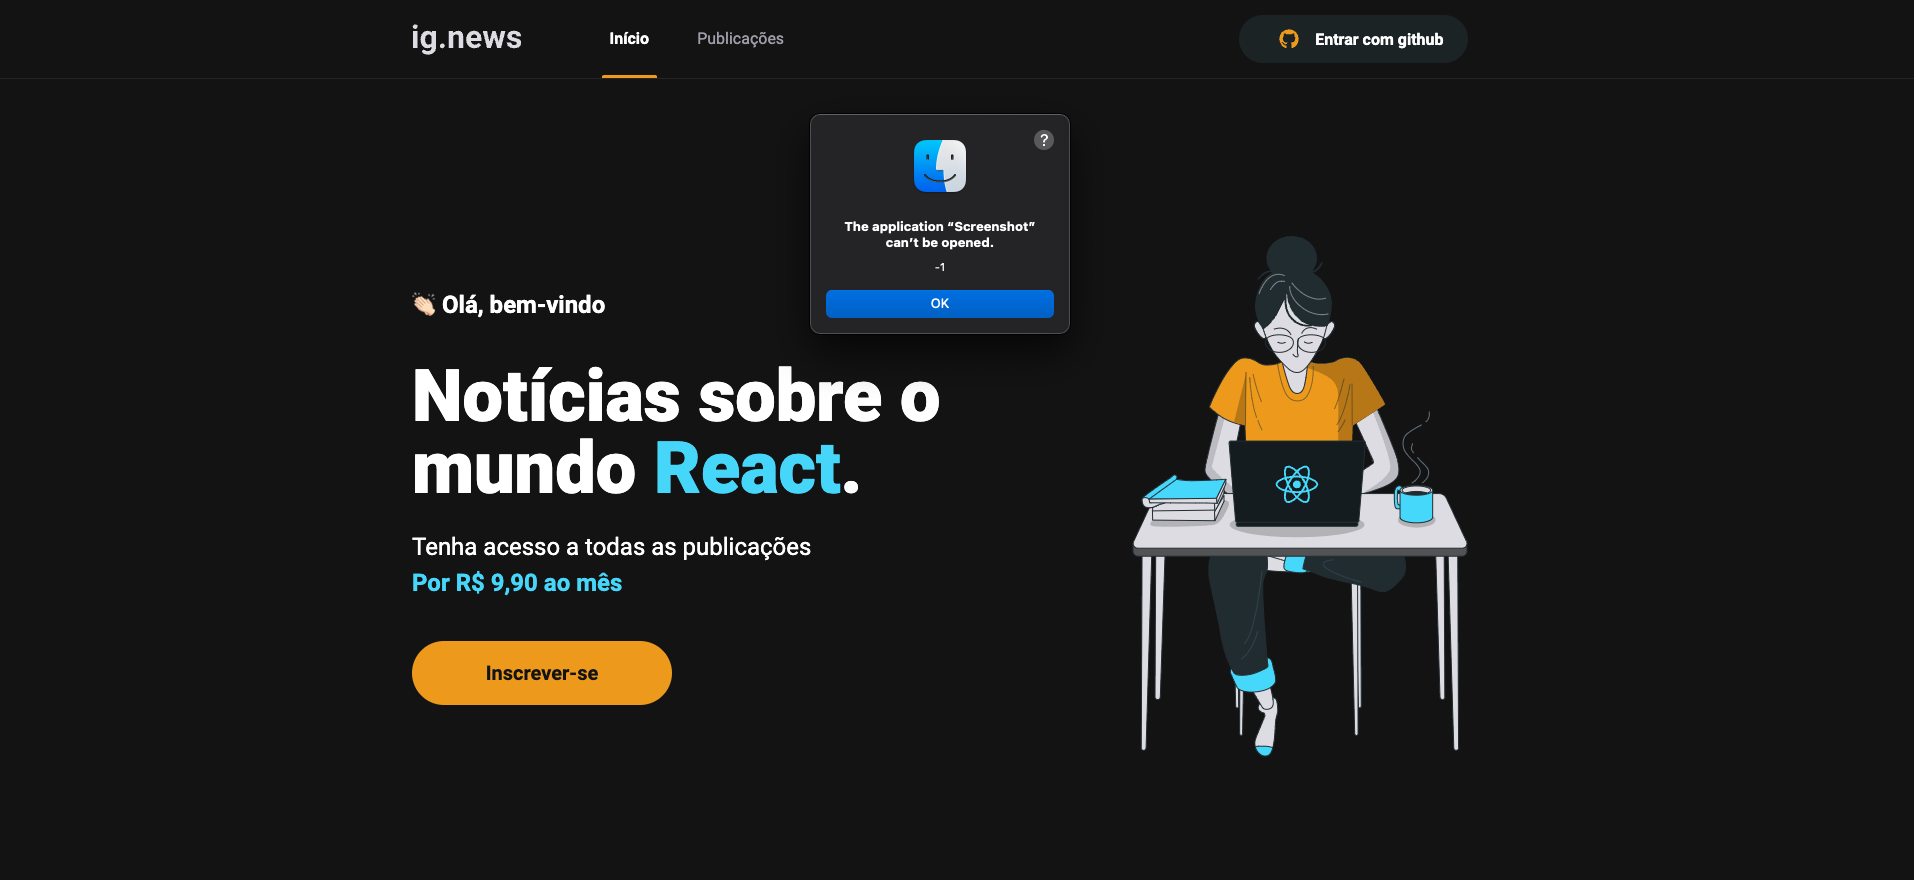 ig.news
Início
Publicações
Entrar com github
?
The application “Screenshot”
can’t be opened.
-1
OK
👏🏻 Olá, bem-vindo
Notícias sobre o
mundo React.
Tenha acesso a todas as publicações
Por R$ 9,90 ao mês
Inscrever-se